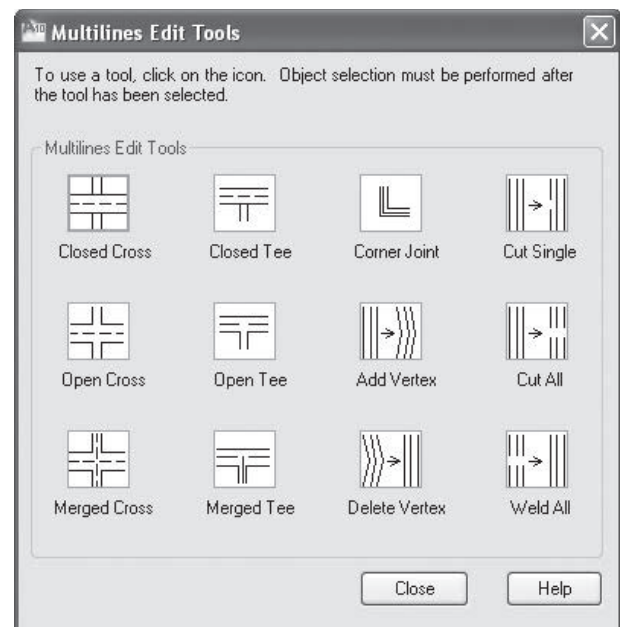 Multilines Edit Tools
To use a tool, click on the icon. Object selection must be performed after
the tool has been selected.
Multilines Edit Tools
Closed Cross Closed Tee Corner Joint Cut Single
Open Cross Open Tee Add Vertex Cut All
Merged Cross Merged Tee Delete Vertex Weld All
Close Help